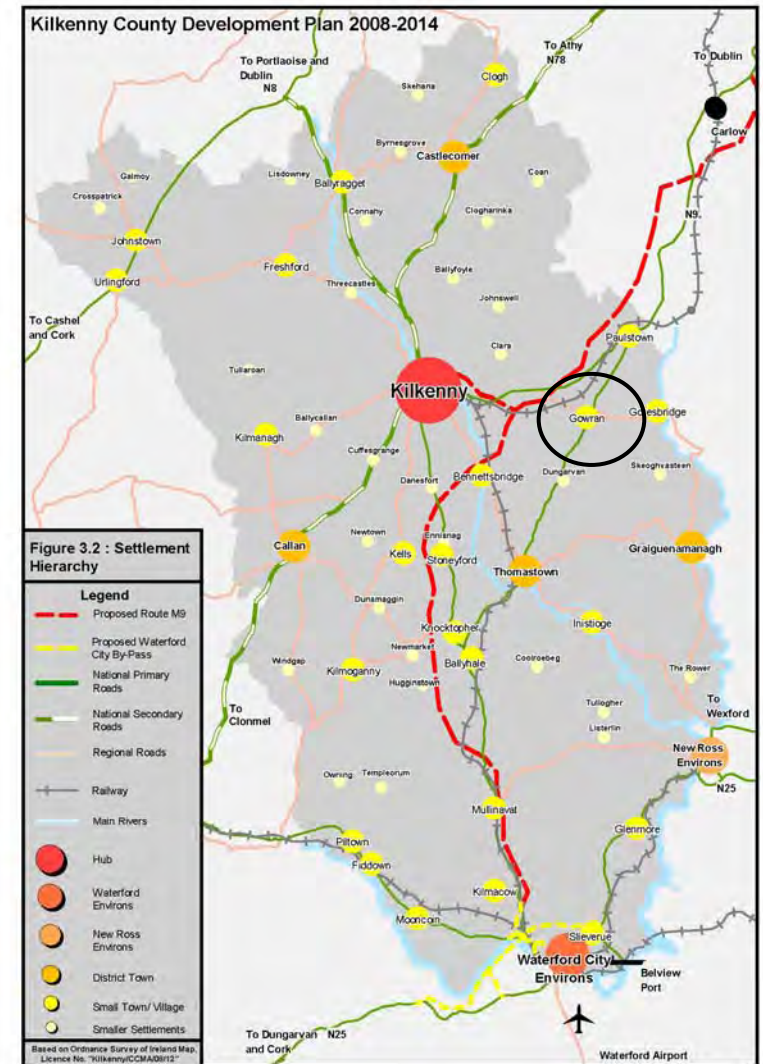 Kilkenny County Development Plan 2008-2014
To Portlaoise and
Dublin
N8
To Athy
N78
To Dublin
Clogh
Skehana
Carlow
Byrnesgrove
Castlecomer
Galmoy
Lisdowney
Ballyragget
Coan
Crosspatrick
Connahy
Clogharinka
N9
Johnstown
Freshford
Ballyfoyle
Urlingford
Threecastles
Johnswell
To Cashel
and Cork
Clara
Paulstown
Tullaroan
Kilkenny
Gowran
Goresbridge
Kilmanagh
Ballycallan
Cuffesgrange
Danesfort
Bennettsbridge
Dungarvan
Skeoghvasteen
Callan
Newtown
Kells
Ennisnag
Stoneyford
Graiguenamanagh
Thomastown
Dunamaggin
Knocktopher
Inistioge
Windgap
Kilmoganny
Newmarket
Ballyhale
Coolroebeg
The Rower
Hugginstown
To
Clonmel
Tullogher
Listerlin
To
Wexford
New Ross
Environs
N25
Owning
Templeorum
Mullinavat
Glenmore
Piltown
Fiddown
Kilmacow
Mooncoin
Slieverue
Waterford City
Environs
Belview
Port
To Dungarvan N25
and Cork
Waterford Airport
Figure 3.2 : Settlement
Hierarchy
Legend
Proposed Route M9
Proposed Waterford
City By-Pass
National Primary
Roads
National Secondary
Roads
Regional Roads
Railway
Main Rivers
Hub
Waterford
Environs
New Ross
Environs
District Town
Small Town/ Village
Smaller Settlements
Based on Ordnance Survey of Ireland Map,
Licence No. "Kilkenny/CCMA/08/12"